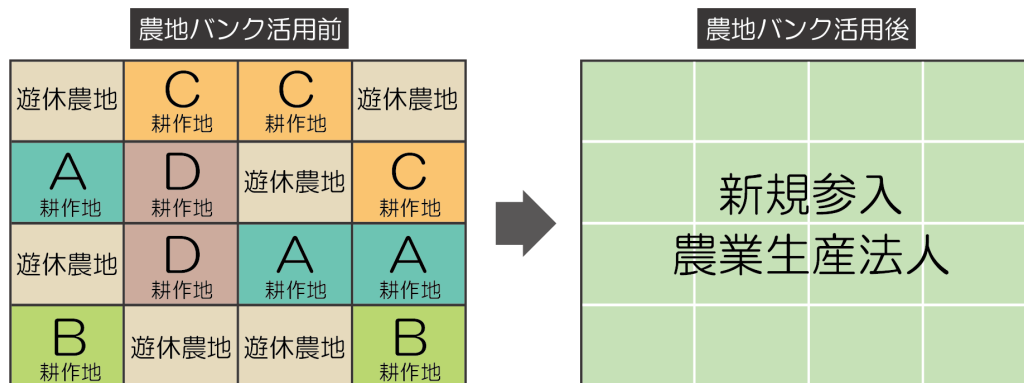 農地バンク活用前
農地バンク活用後
遊休農地
C
耕作地
C
耕作地
遊休農地
A
耕作地
D
耕作地
遊休農地
C
耕作地
遊休農地
D
耕作地
A
耕作地
A
耕作地
B
耕作地
遊休農地
遊休農地
B
耕作地
新規参入
農業生産法人